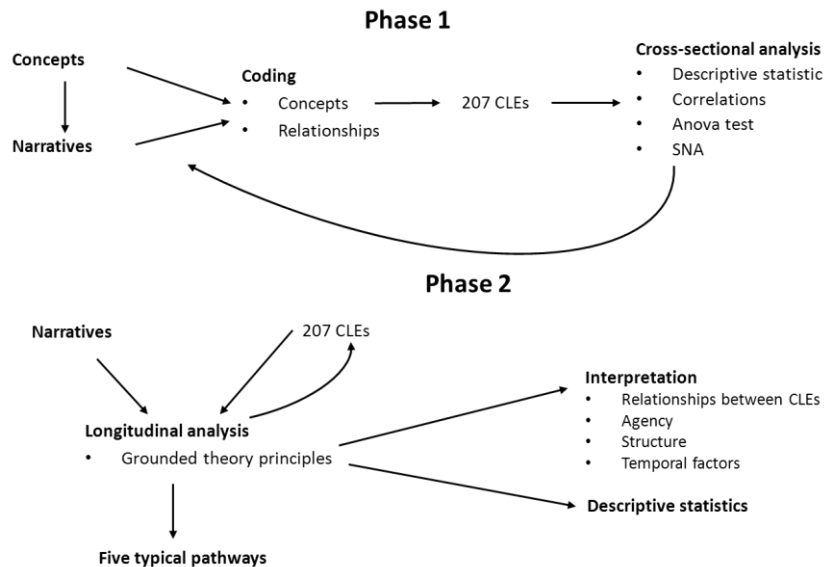 Phase 1
Concepts
Narratives
Coding
• Concepts
• Relationships
207 CLEs
Cross-sectional analysis
• Descriptive statistic
• Correlations
• Anova test
• SNA
Phase 2
Narratives
207 CLEs
Longitudinal analysis
• Grounded theory principles
Interpretation
• Relationships between CLEs
• Agency
• Structure
• Temporal factors
Descriptive statistics
Five typical pathways